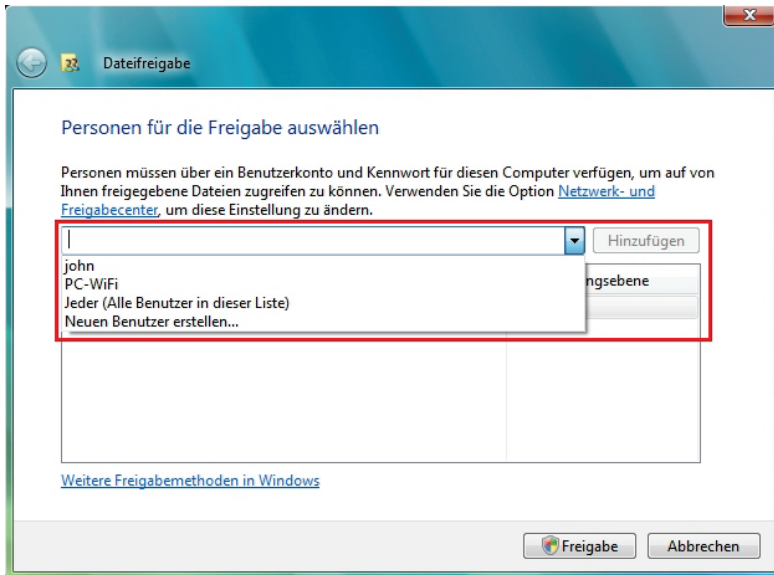 x
Dateifreigabe
Personen für die Freigabe auswählen
Personen müssen über ein Benutzerkonto und Kennwort für diesen Computer verfügen, um auf von
Ihnen freigegebene Dateien zugreifen zu können. Verwenden Sie die Option Netzwerk- und
Freigabecenter, um diese Einstellung zu ändern.
Hinzufügen
john
PC-WiFi
ngsebene
Jeder (Alle Benutzer in dieser Liste)
Neuen Benutzer erstellen...
Weitere Freigabemethoden in Windows
Freigabe Abbrechen